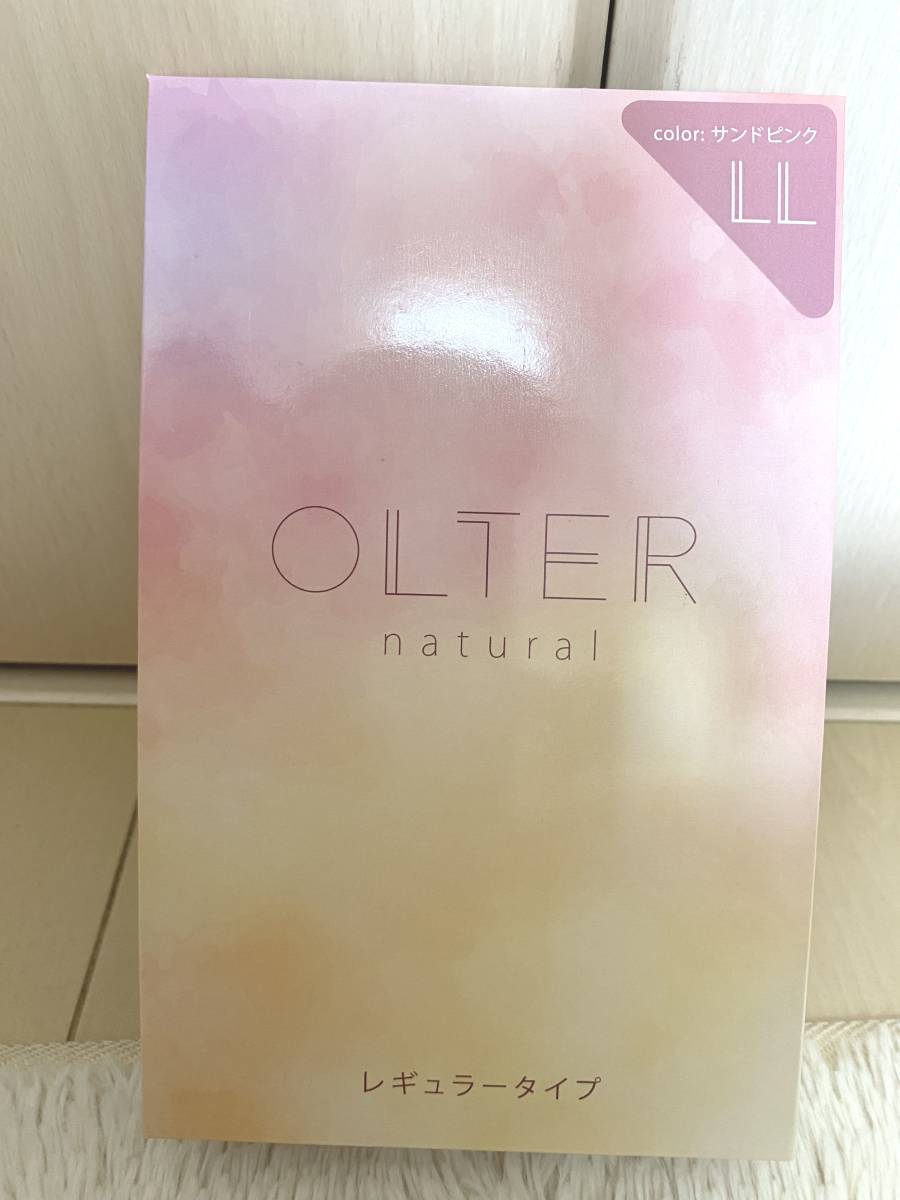 color: サンドピンク
LL
OLTER
natural
レギュラータイプ